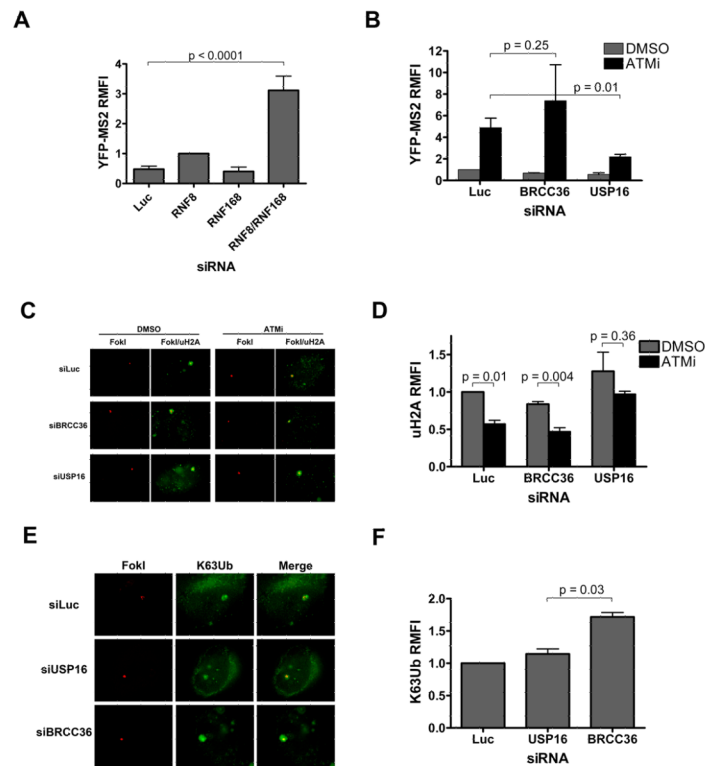 A
p < 0.0001
YFP-MS2 RMFI
4
3
2
1
0
Luc
RNF8
RNF168
RNF8/RNF168
siRNA
B
DMSO
ATMi
p = 0.25
p = 0.01
YFP-MS2 RMFI
12
10
8
6
4
2
0
Luc BRCC36 USP16
siRNA
C
DMSO ATMi
FokI FokI/uH2A FokI FokI/uH2A
siLuc
siBRCC36
siUSP16
D
DMSO
ATMi
p = 0.36
p = 0.01 p = 0.004
uH2A RMFI
1.5
1.0
0.5
0.0
Luc BRCC36 USP16
siRNA
E
FokI K63Ub Merge
siLuc
siUSP16
siBRCC36
F
p = 0.03
K63Ub RMFI
2.0
1.5
1.0
0.5
0.0
Luc USP16 BRCC36
siRNA